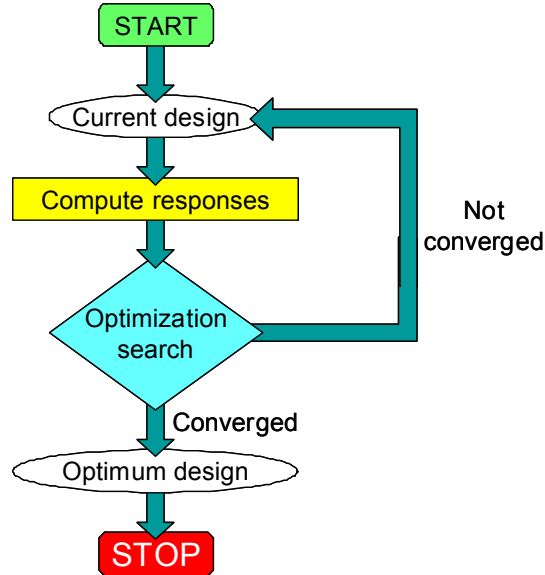 START
Current design
Compute responses
Not
converged
Optimization
search
Converged
Optimum design
STOP